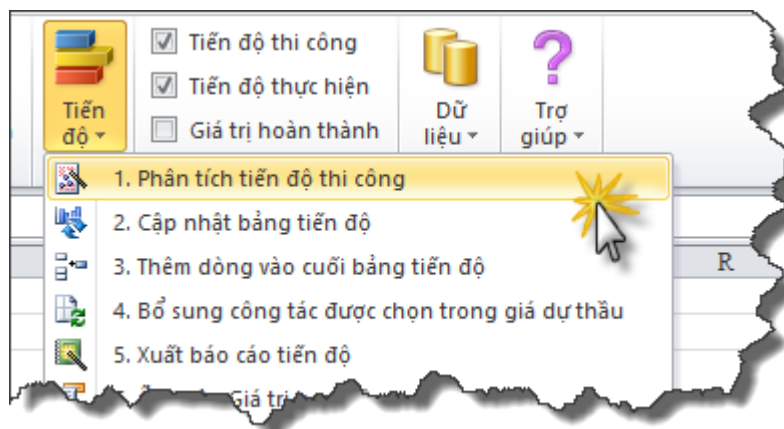 Tiến độ thi công
Tiến độ thực hiện
Giá trị hoàn thành
Tiến
độ
Dữ
liệu
Trợ
giúp
1. Phân tích tiến độ thi công
2. Cập nhật bảng tiến độ
3. Thêm dòng vào cuối bảng tiến độ
R
4. Bổ sung công tác được chọn trong giá dự thầu
5. Xuất báo cáo tiến độ
Giá trị